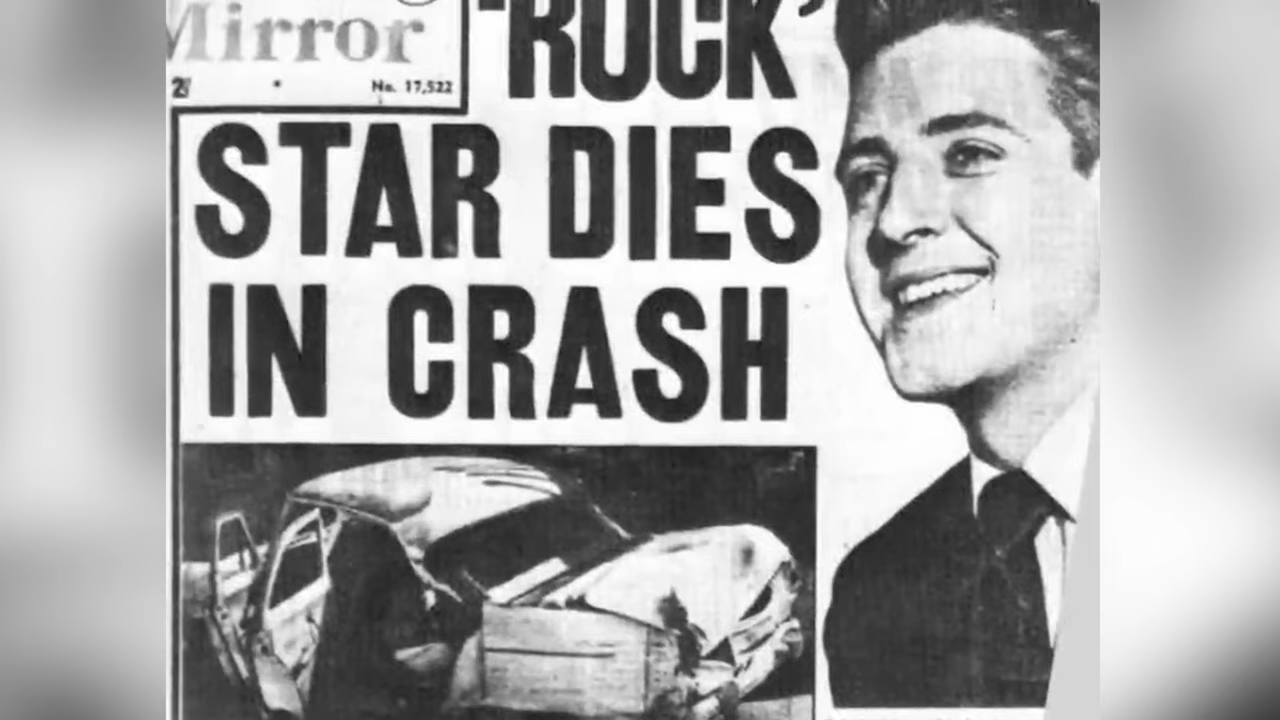 Mirror
'ROCK'
2
No. 17,522
STAR DIES
IN CRASH